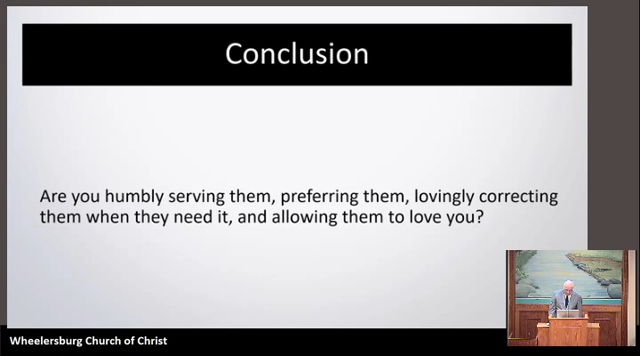 Conclusion
Are you humbly serving them, preferring them, lovingly correcting
them when they need it, and allowing them to love you?
Wheelersburg Church of Christ